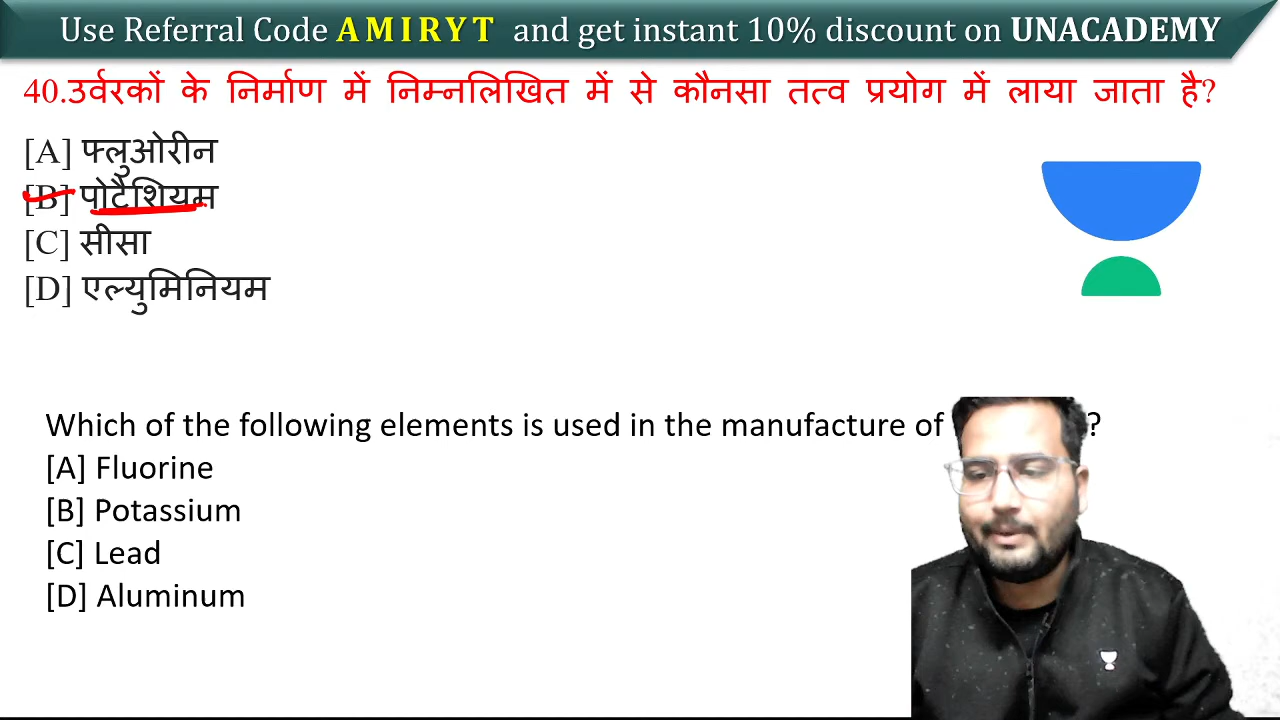 Use Referral Code AMIRYT and get instant 10% discount on UNACADEMY
40.उर्वरकों के निर्माण में निम्नलिखित में से कौनसा तत्व प्रयोग में लाया जाता है?
[A] फ्लुओरीन
[B] पोटैशियम
[C] सीसा
[D] एल्युमिनियम
Which of the following elements is used in the manufacture of ?
[A] Fluorine
[B] Potassium
[C] Lead
[D] Aluminum